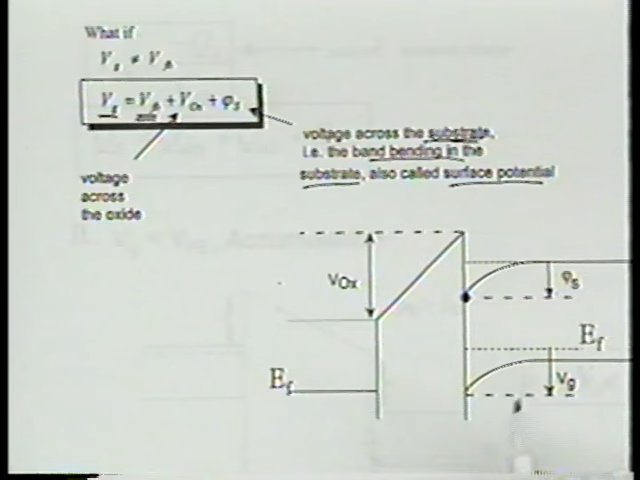 What if
V_g ≠ V_fb
V_g = V_fb + V_Ox + φ_S
voltage across the substrate,
i.e. the band bending in the
substrate, also called surface potential
voltage
across
the oxide
V_Ox
φ_s
E_f
E_f
V_g